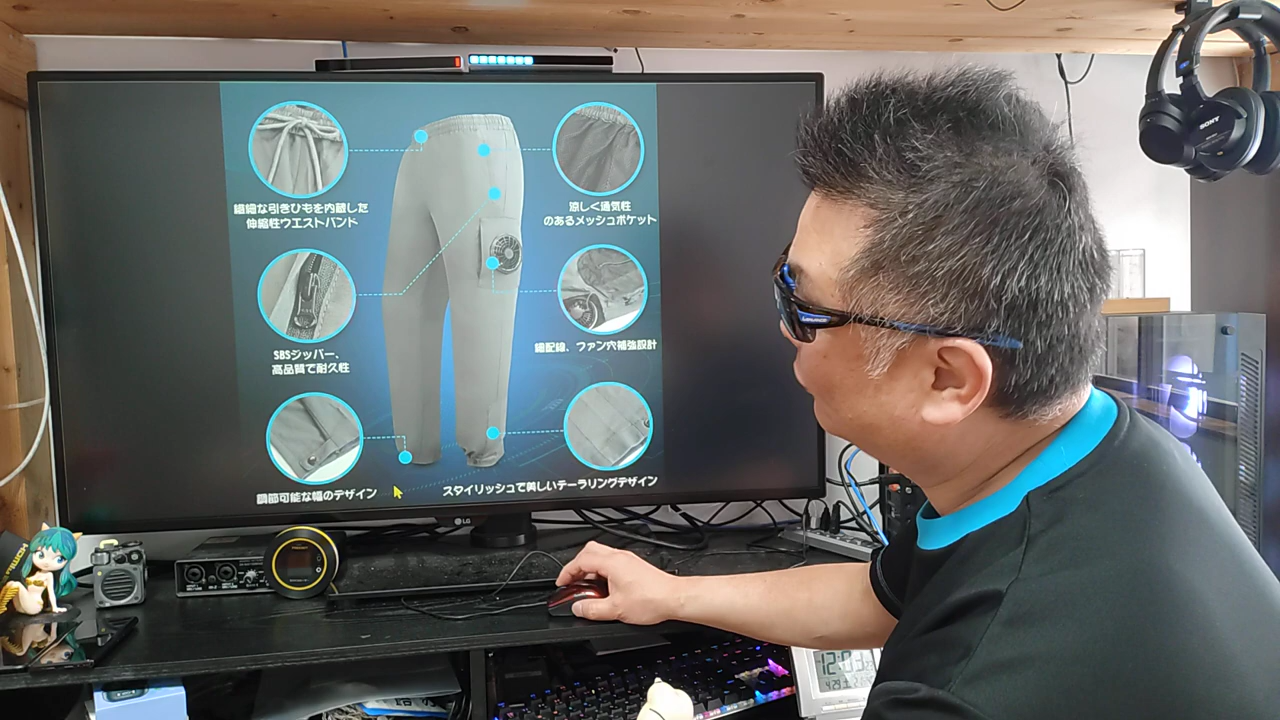 繊細な引きひもを内蔵した
伸縮性ウエストバンド
涼しく通気性
のあるメッシュポケット
SBSジッパー、
高品質で耐久性
細配線、ファン穴補強設計
調節可能な幅のデザイン
スタイリッシュで美しいテーラリングデザイン
LG
SONY